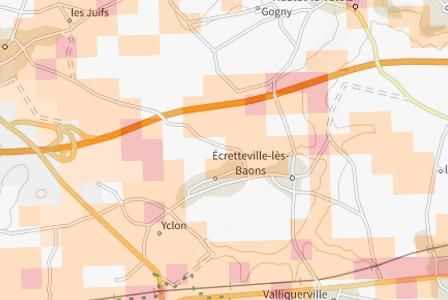 les Juifs
Gogny
Écretteville-lès-
Baons
Yclon
Valliquerville